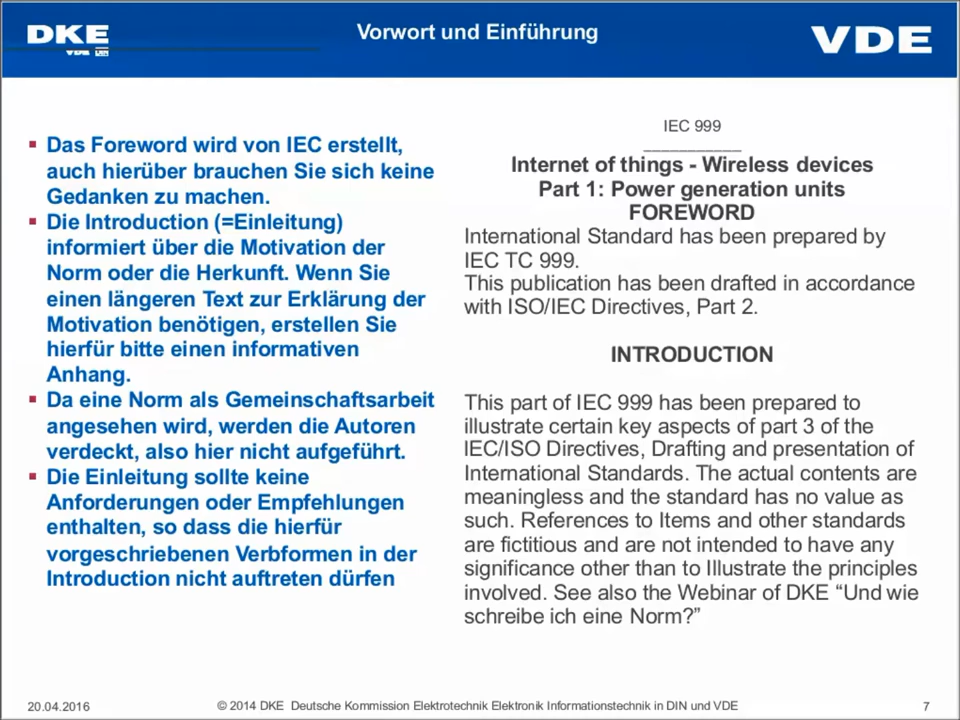 DKE
VDE DIN
Vorwort und Einführung
VDE
Das Foreword wird von IEC erstellt,
auch hierüber brauchen Sie sich keine
Gedanken zu machen.
Die Introduction (=Einleitung)
informiert über die Motivation der
Norm oder die Herkunft. Wenn Sie
einen längeren Text zur Erklärung der
Motivation benötigen, erstellen Sie
hierfür bitte einen informativen
Anhang.
Da eine Norm als Gemeinschaftsarbeit
angesehen wird, werden die Autoren
verdeckt, also hier nicht aufgeführt.
Die Einleitung sollte keine
Anforderungen oder Empfehlungen
enthalten, so dass die hierfür
vorgeschriebenen Verbformen in der
Introduction nicht auftreten dürfen
IEC 999
Internet of things - Wireless devices
Part 1: Power generation units
FOREWORD
International Standard has been prepared by
IEC TC 999.
This publication has been drafted in accordance
with ISO/IEC Directives, Part 2.
INTRODUCTION
This part of IEC 999 has been prepared to
illustrate certain key aspects of part 3 of the
IEC/ISO Directives, Drafting and presentation of
International Standards. The actual contents are
meaningless and the standard has no value as
such. References to Items and other standards
are fictitious and are not intended to have any
significance other than to Illustrate the principles
involved. See also the Webinar of DKE “Und wie
schreibe ich eine Norm?”
20.04.2016
© 2014 DKE Deutsche Kommission Elektrotechnik Elektronik Informationstechnik in DIN und VDE
7